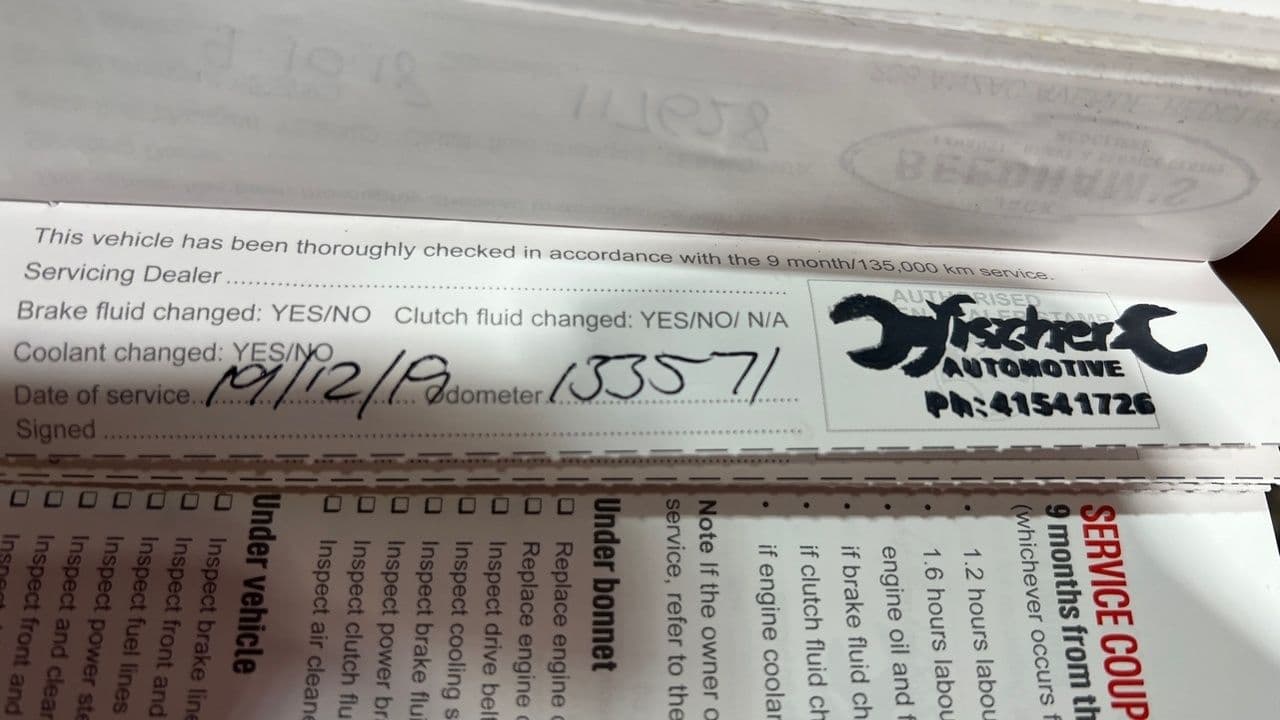 This vehicle has been thoroughly checked in accordance with the 9 month/135,000 km service.
Servicing Dealer
Brake fluid changed: YES/NO Clutch fluid changed: YES/NO/ N/A
Coolant changed: YES/NO
Date of service 19/12/19 Odometer 133571
Signed
AUTHORISED
STAMP
Fischer
AUTOMOTIVE
Ph:41541726
SERVICE COUP
9 months from th
(whichever occurs f
• 1.2 hours labou
• 1.6 hours labou
• engine oil and f
• if brake fluid ch
• if clutch fluid ch
• if engine coolan
Note If the owner o
service, refer to the
Under bonnet
Replace engine o
Replace engine c
Inspect drive belt
Inspect cooling s
Inspect brake flui
Inspect power br
Inspect clutch flu
Inspect air cleane
Under vehicle
Inspect brake line
Inspect front and
Inspect fuel lines
Inspect power ste
Inspect and clear
Inspect front and